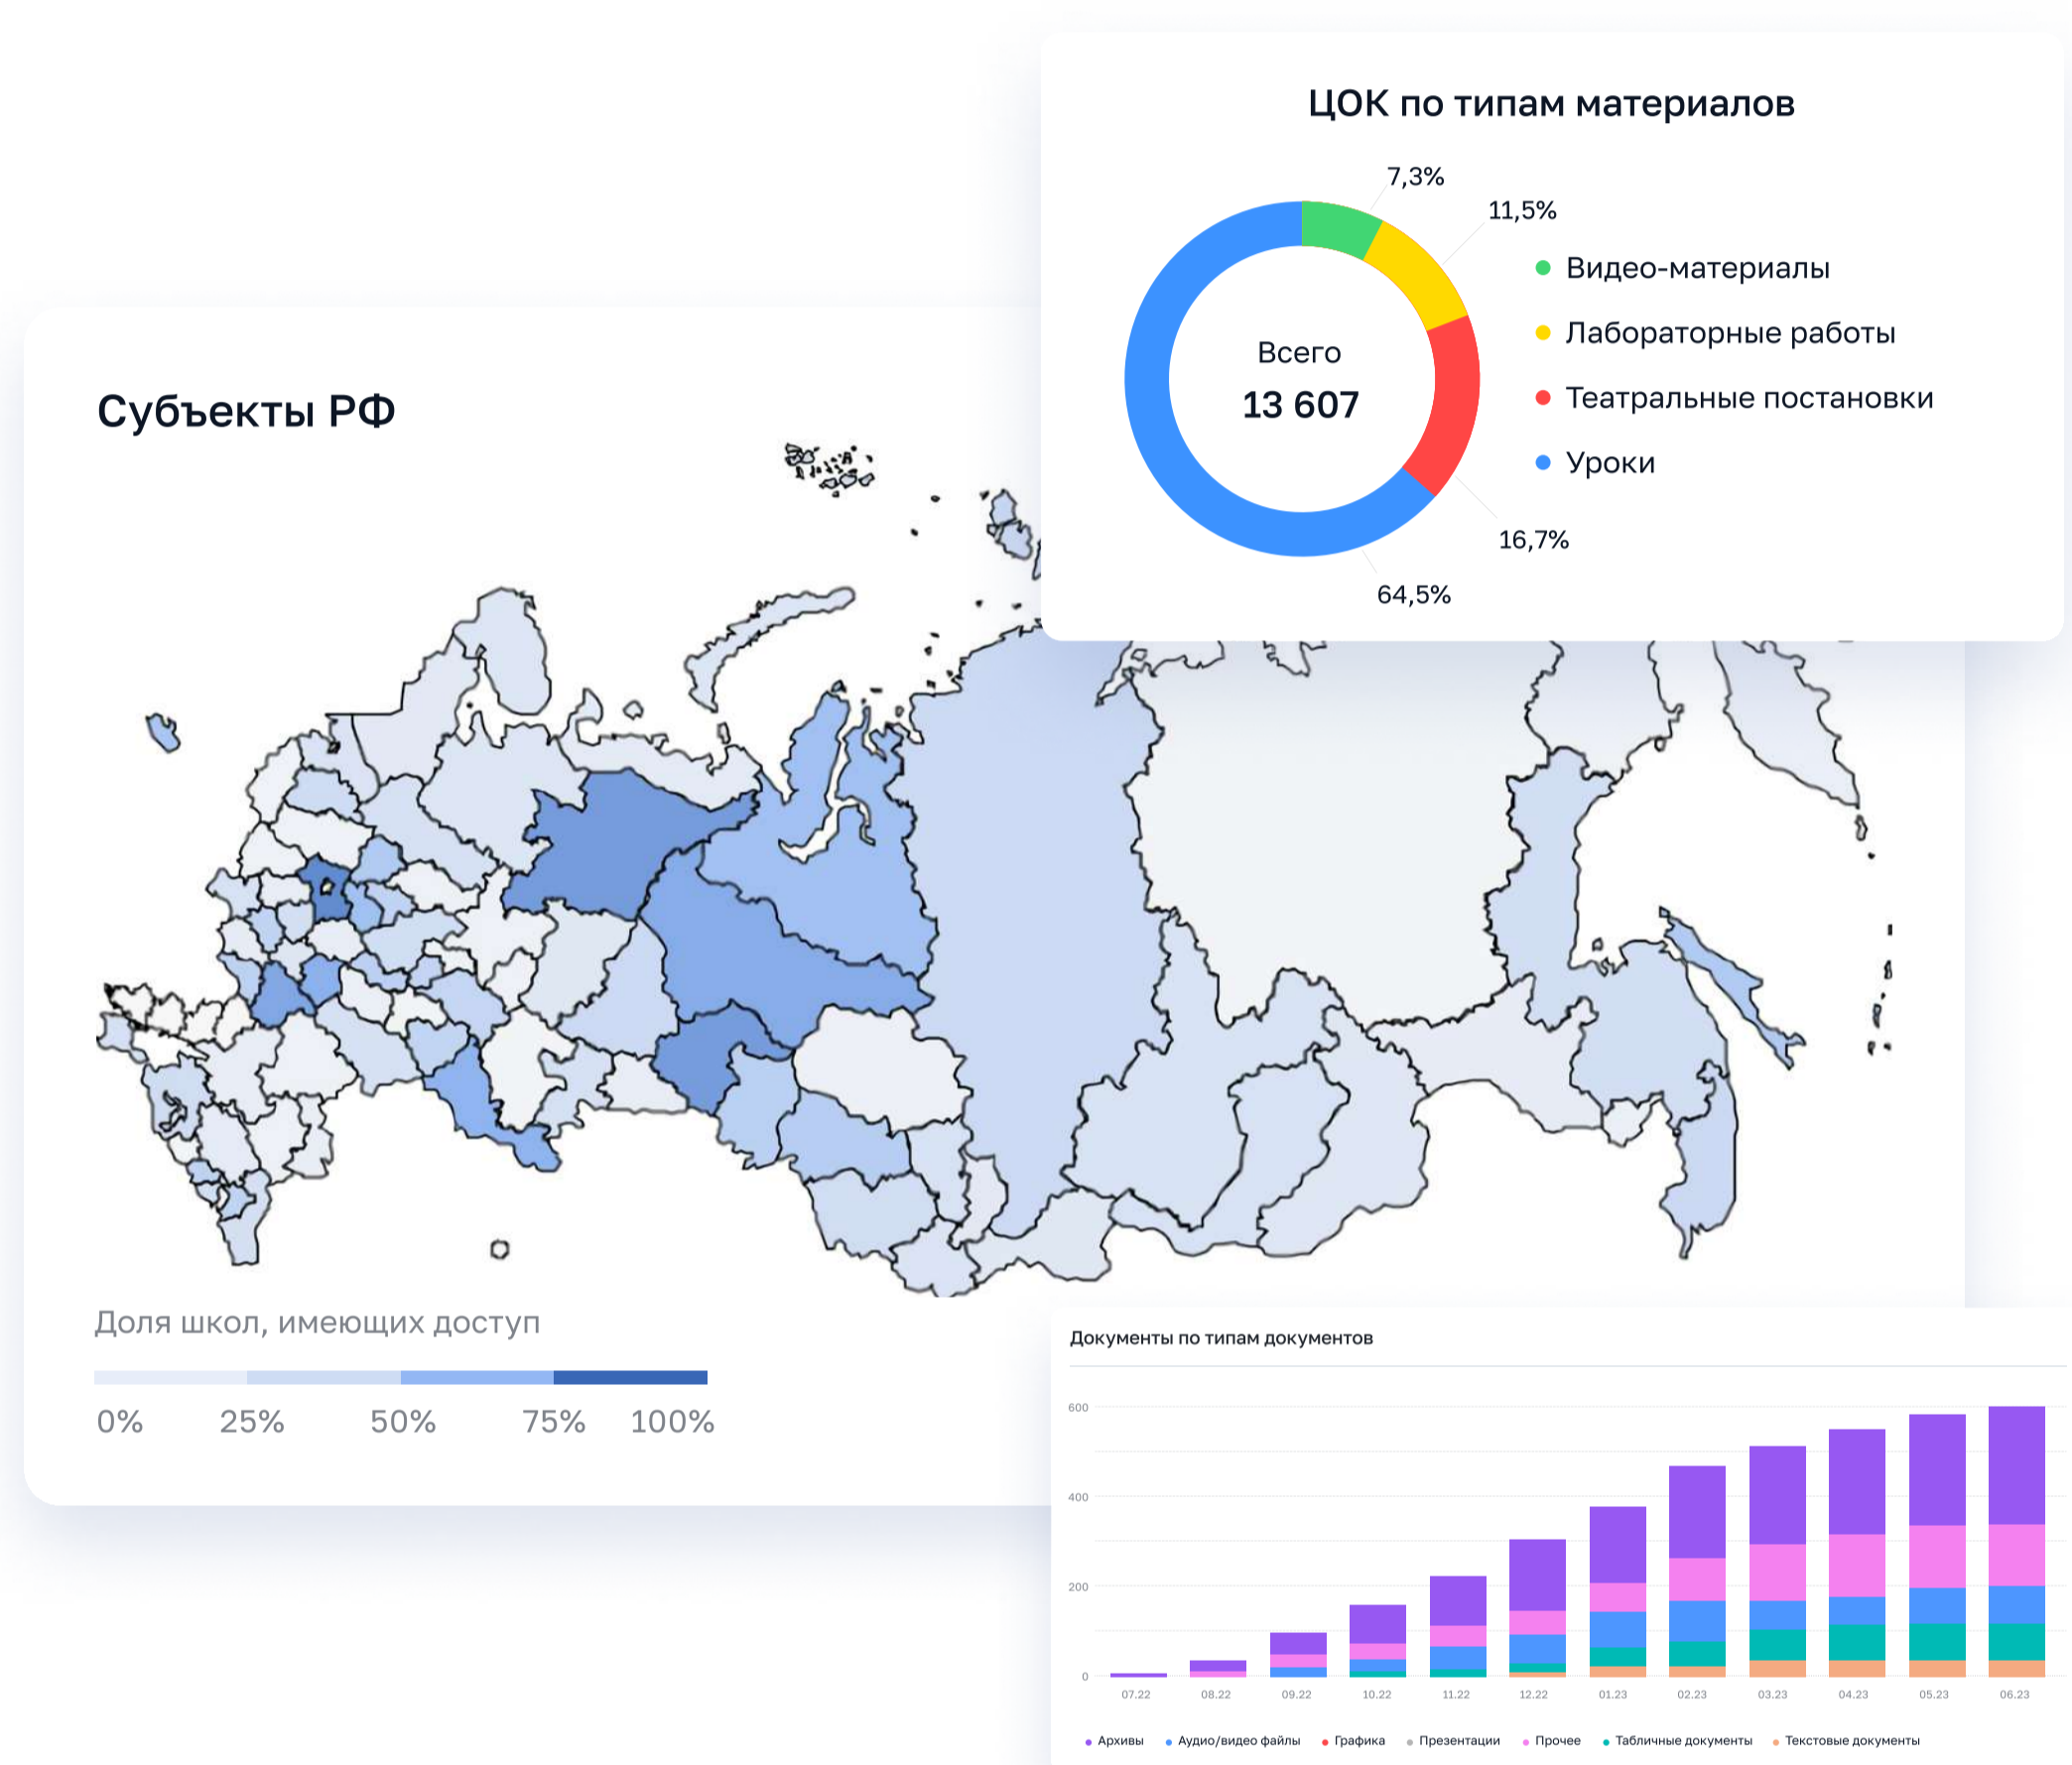 ЦОК по типам материалов
7,3%
11,5%
Видео-материалы
Лабораторные работы
Театральные постановки
Уроки
Всего
13 607
16,7%
64,5%
Субъекты РФ
Доля школ, имеющих доступ
0% 25% 50% 75% 100%
Документы по типам документов
600
400
200
0
07.22 08.22 09.22 10.22 11.22 12.22 01.23 02.23 03.23 04.23 05.23 06.23
Архивы Аудио/видео файлы Графика Презентации Прочее Табличные документы Текстовые документы